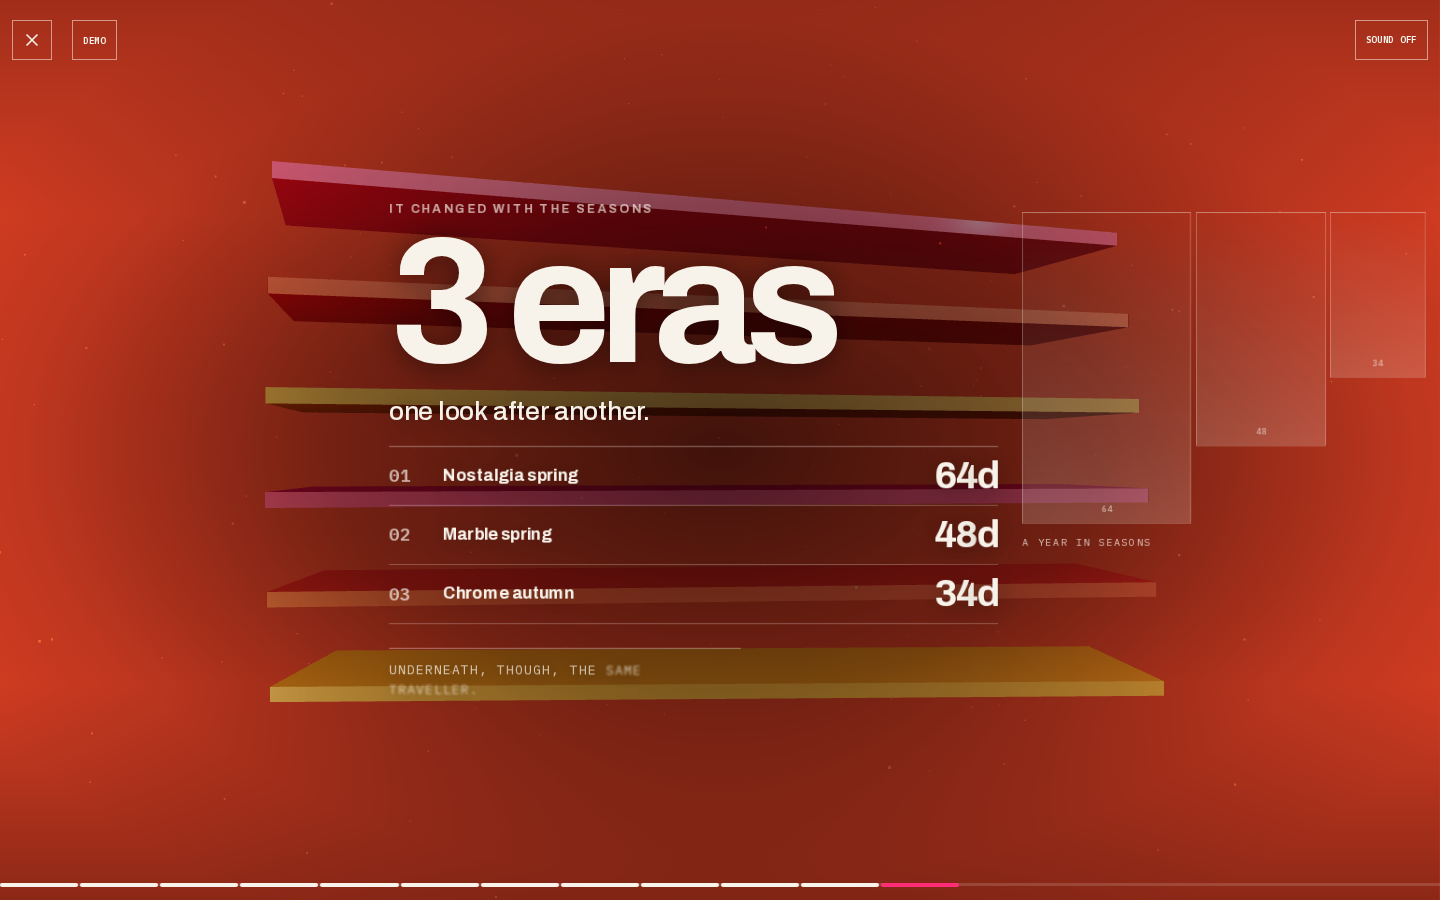 DEMO
SOUND OFF
IT CHANGED WITH THE SEASONS
3 eras
one look after another.
01 Nostalgia spring 64d
02 Marble spring 48d
03 Chrome autumn 34d
UNDERNEATH, THOUGH, THE SAME
TRAVELLER.
64
48
34
A YEAR IN SEASONS